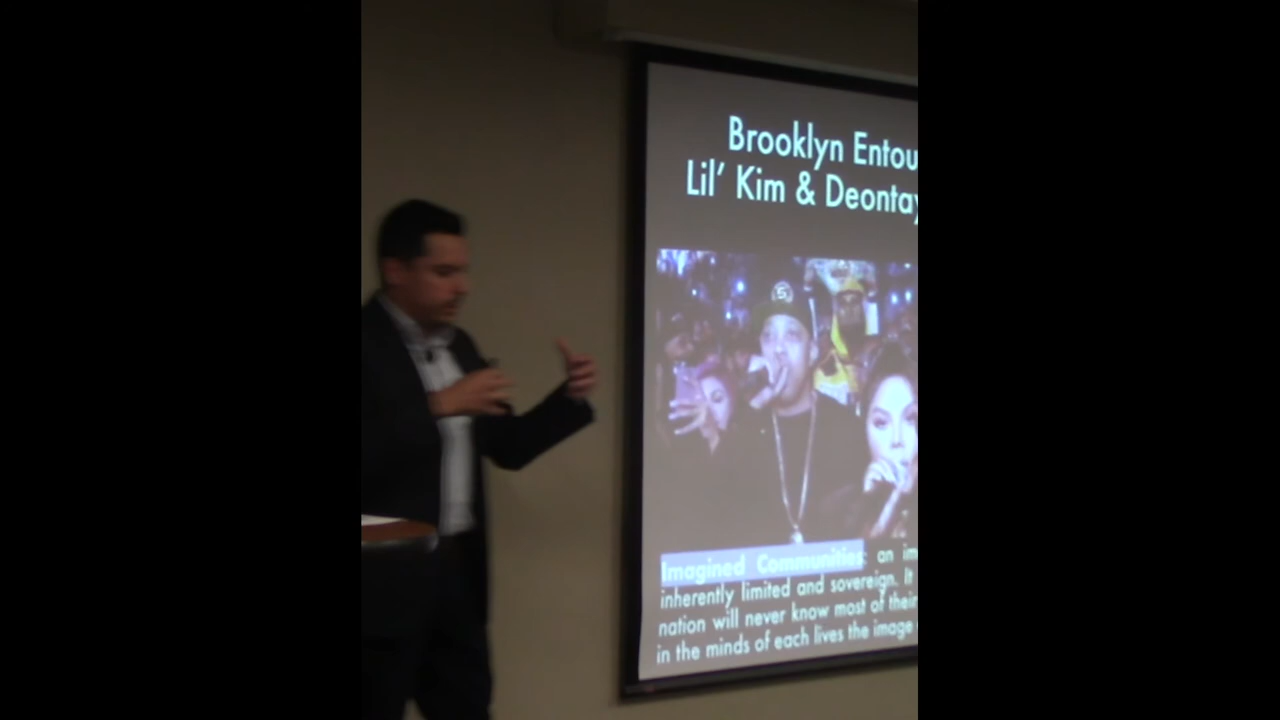 Brooklyn Entou
Lil' Kim & Deontay
Imagined Communities: an im
inherently limited and sovereign. It
nation will never know most of their
in the minds of each lives the image